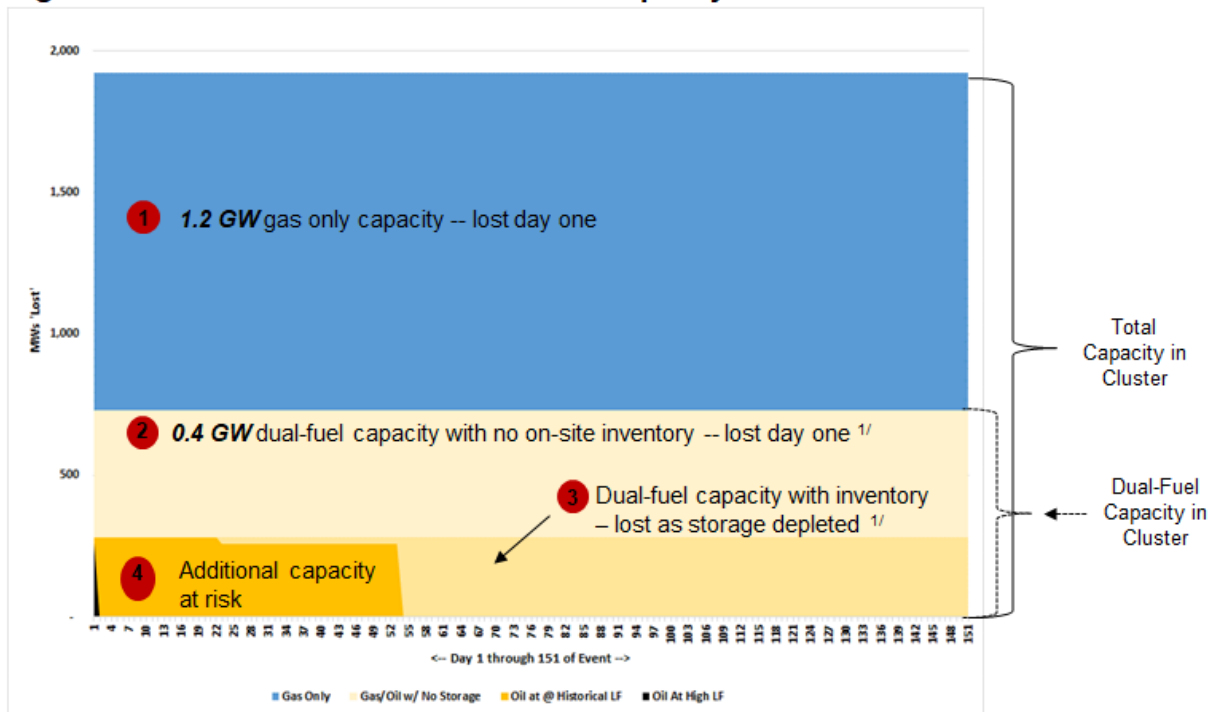 2,000
1,500
1,000
500
-
MWs 'Lost'
1 1.2 GW gas only capacity -- lost day one
2 0.4 GW dual-fuel capacity with no on-site inventory -- lost day one 1/
3 Dual-fuel capacity with inventory
– lost as storage depleted 1/
4 Additional capacity
at risk
Total
Capacity in
Cluster
Dual-Fuel
Capacity in
Cluster
1 4 7 10 13 16 19 22 25 28 31 34 37 40 43 46 49 52 55 58 61 64 67 70 73 76 79 82 85 88 91 94 97 100 103 106 109 112 115 118 121 124 127 130 133 136 139 142 145 148 151
<-- Day 1 through 151 of Event -->
Gas Only Gas/Oil w/ No Storage Oil at @ Historical LF Oil At High LF